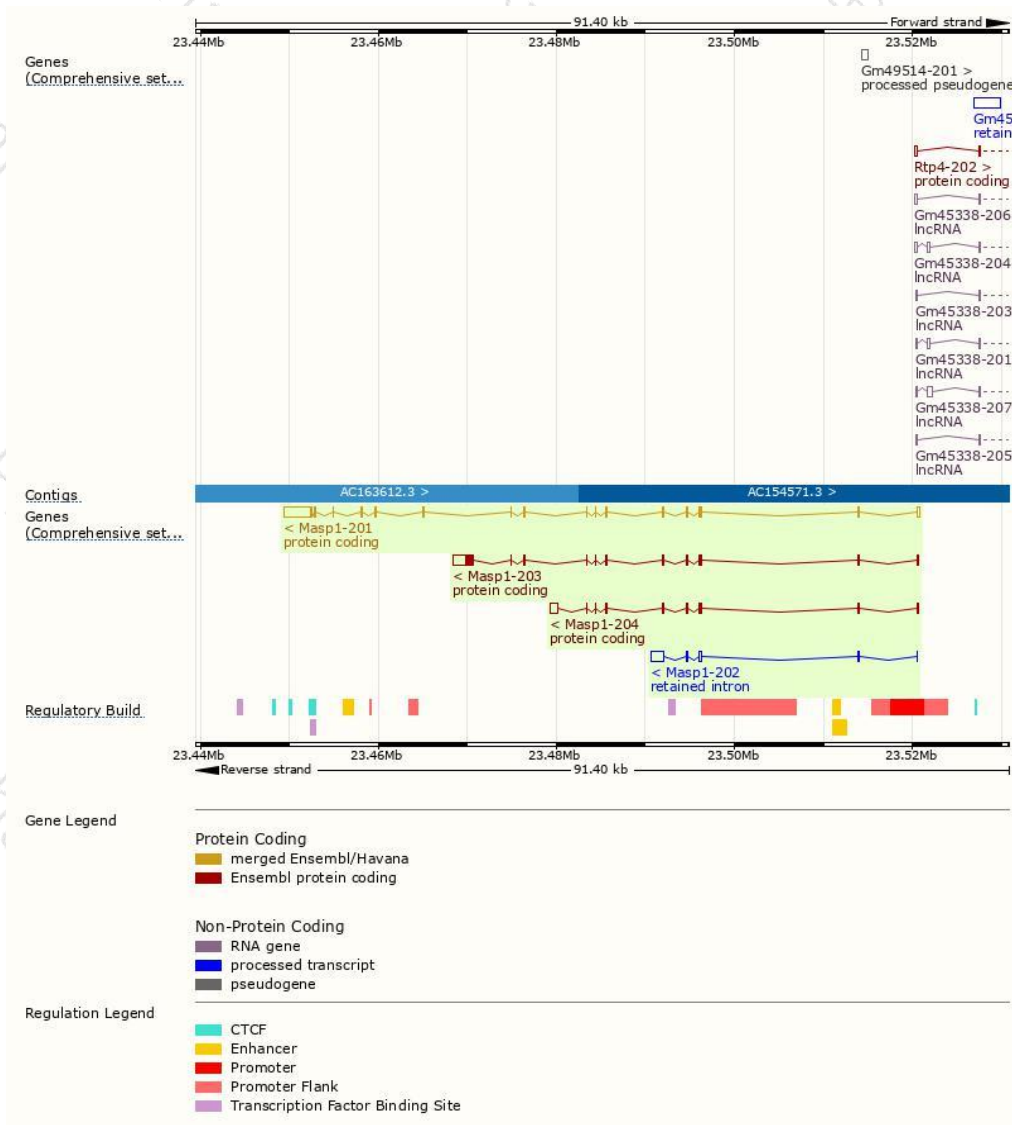 91.40 kb Forward strand
23.44Mb 23.46Mb 23.48Mb 23.50Mb 23.52Mb
Genes
(Comprehensive set...
Gm49514-201 >
processed pseudogene
Gm45
retain
Rtp4-202 >
protein coding
Gm45338-206
lncRNA
Gm45338-204
lncRNA
Gm45338-203
lncRNA
Gm45338-201
lncRNA
Gm45338-207
lncRNA
Gm45338-205
lncRNA
Contigs AC163612.3 > AC154571.3 >
Genes
(Comprehensive set...
< Masp1-201
protein coding
< Masp1-203
protein coding
< Masp1-204
protein coding
< Masp1-202
retained intron
Regulatory Build
23.44Mb 23.46Mb 23.48Mb 23.50Mb 23.52Mb
Reverse strand 91.40 kb
Gene Legend
Protein Coding
merged Ensembl/Havana
Ensembl protein coding
Non-Protein Coding
RNA gene
processed transcript
pseudogene
Regulation Legend
CTCF
Enhancer
Promoter
Promoter Flank
Transcription Factor Binding Site